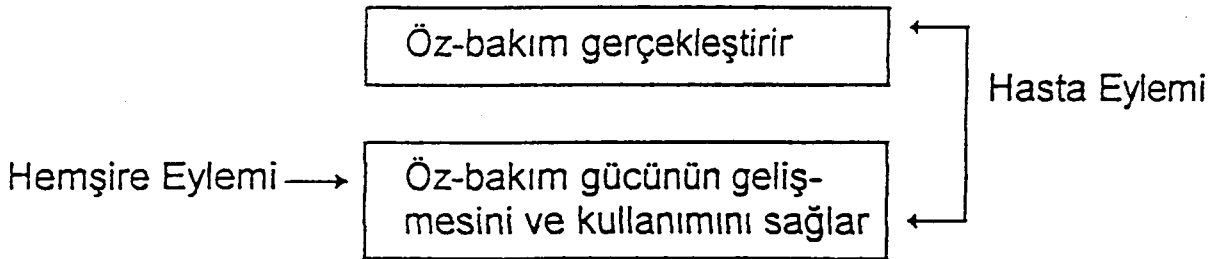 Öz-bakım gerçekleştirir
Hasta Eylemi
Hemşire Eylemi
Öz-bakım gücünün geliş-
mesini ve kullanımını sağlar